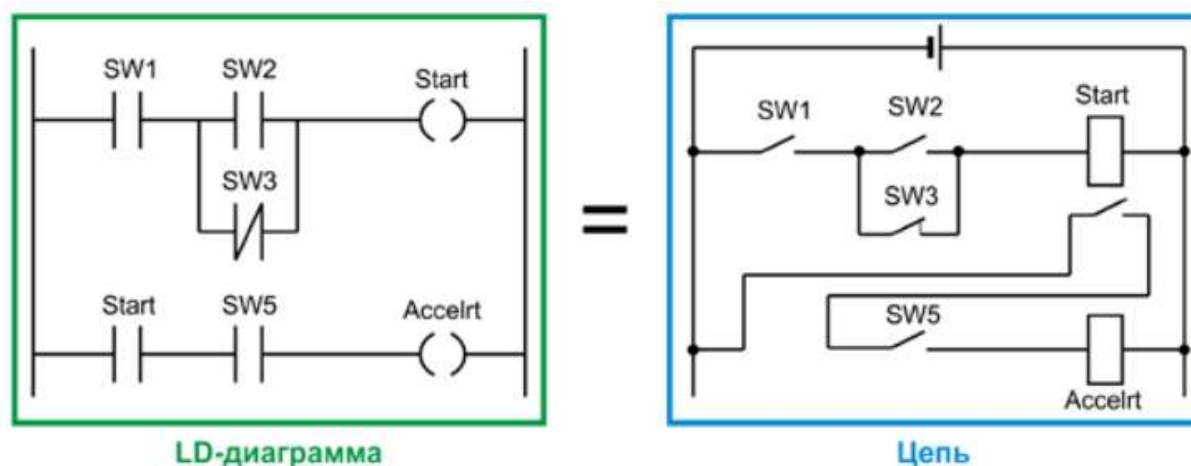 SW1
SW2
Start
SW3
Start
SW5
Accelrt
LD-диаграмма
=
SW1
SW2
Start
SW3
SW5
Accelrt
Цепь